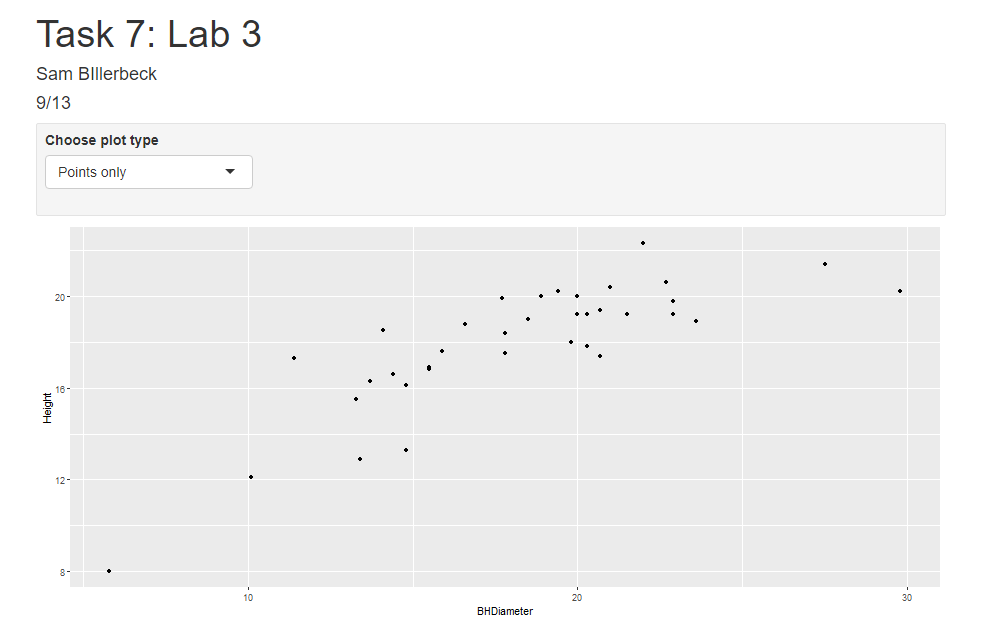 Task 7: Lab 3
Sam BIllerbeck
9/13
Choose plot type
Points only
20
16
12
8
Height
10
20
30
BHDiameter